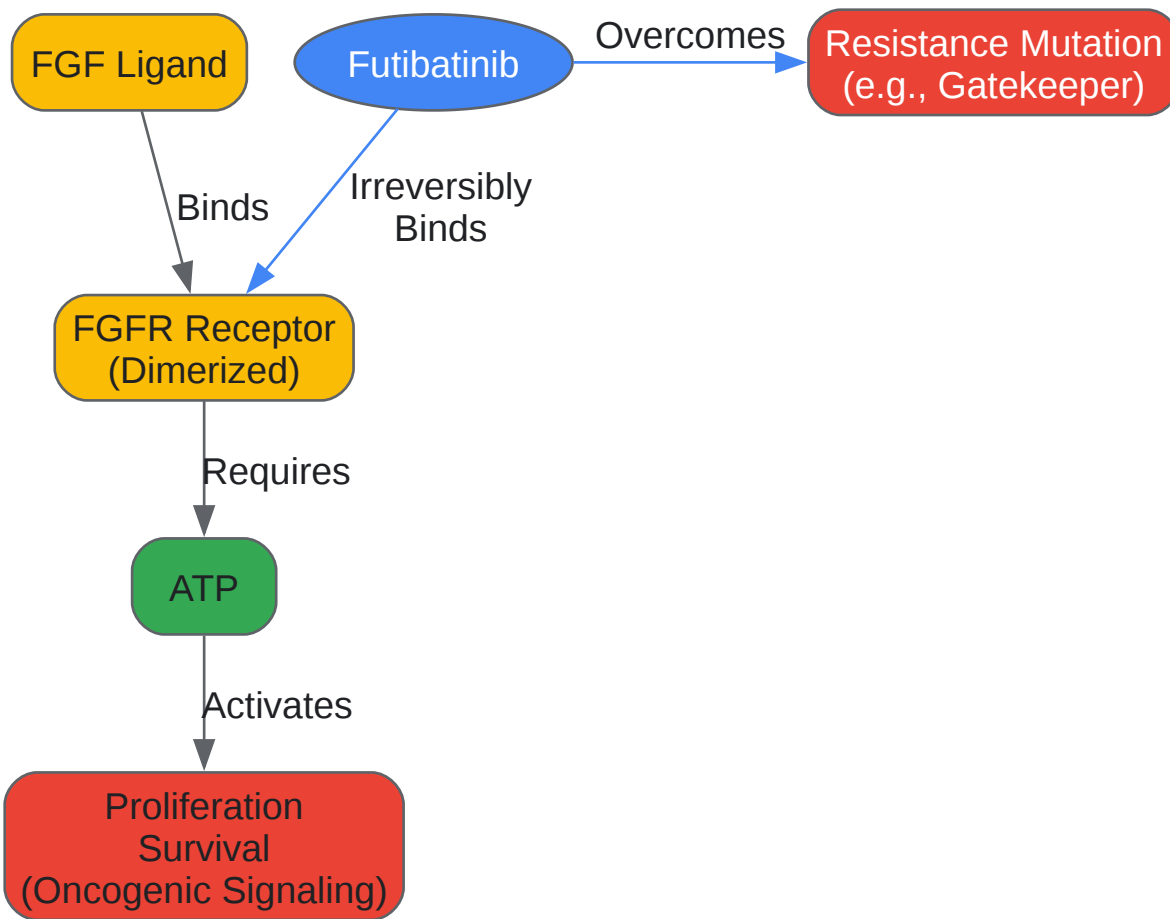 FGF Ligand
Futibatinib
Overcomes
Resistance Mutation
(e.g., Gatekeeper)
Binds
Irreversibly
Binds
FGFR Receptor
(Dimerized)
Requires
ATP
Activates
Proliferation
Survival
(Oncogenic Signaling)